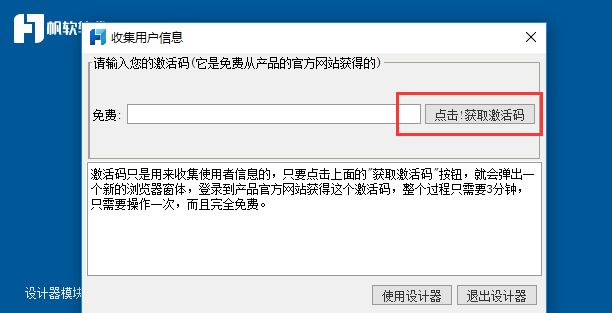 帆软
收集用户信息
请输入您的激活码(它是免费从产品的官方网站获得的)
免费:
点击!获取激活码
激活码只是用来收集使用者信息的，只要点击上面的"获取激活码"按钮，就会弹出一
个新的浏览器窗体，登录到产品官方网站获得这个激活码，整个过程只需要3分钟，
只需要操作一次，而且完全免费。
设计器模块
使用设计器
退出设计器